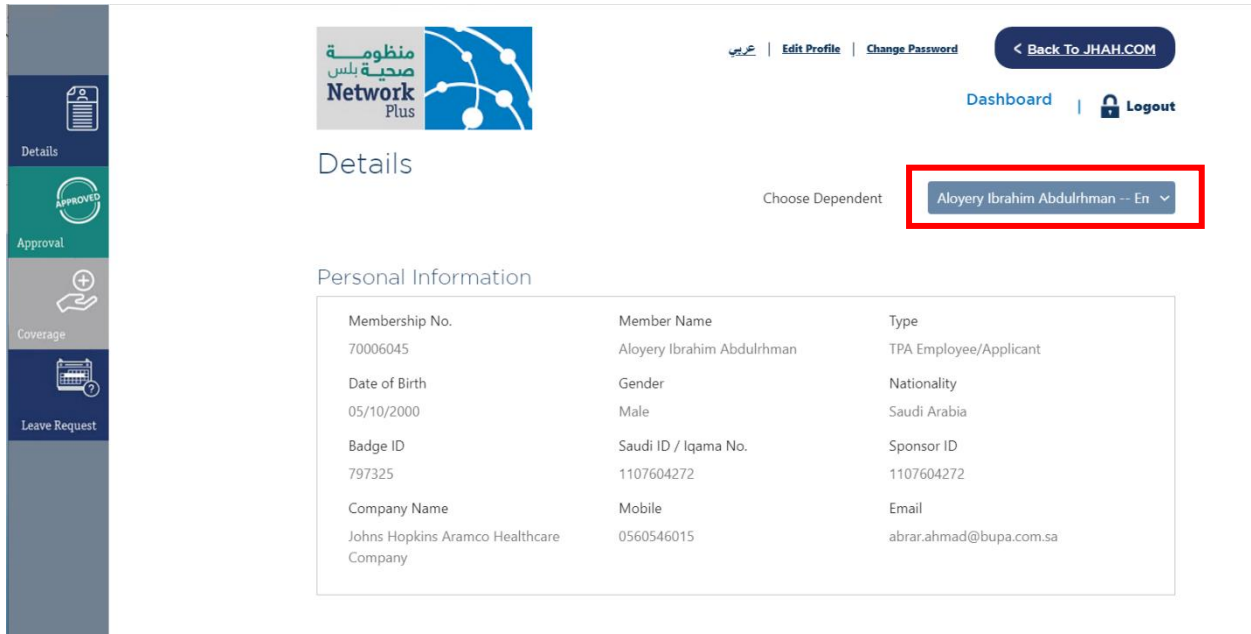 منظومـــــة
صحيـــة بلس
Network
Plus
عربي | Edit Profile | Change Password
< Back To JHAH.COM
Dashboard | Logout
Details
APPROVED
Approval
Coverage
Leave Request
Details
Choose Dependent
Aloyery Ibrahim Abdulrhman -- En
Personal Information
Membership No. Member Name Type
70006045 Aloyery Ibrahim Abdulrhman TPA Employee/Applicant
Date of Birth Gender Nationality
05/10/2000 Male Saudi Arabia
Badge ID Saudi ID / Iqama No. Sponsor ID
797325 1107604272 1107604272
Company Name Mobile Email
Johns Hopkins Aramco Healthcare 0560546015 abrar.ahmad@bupa.com.sa
Company